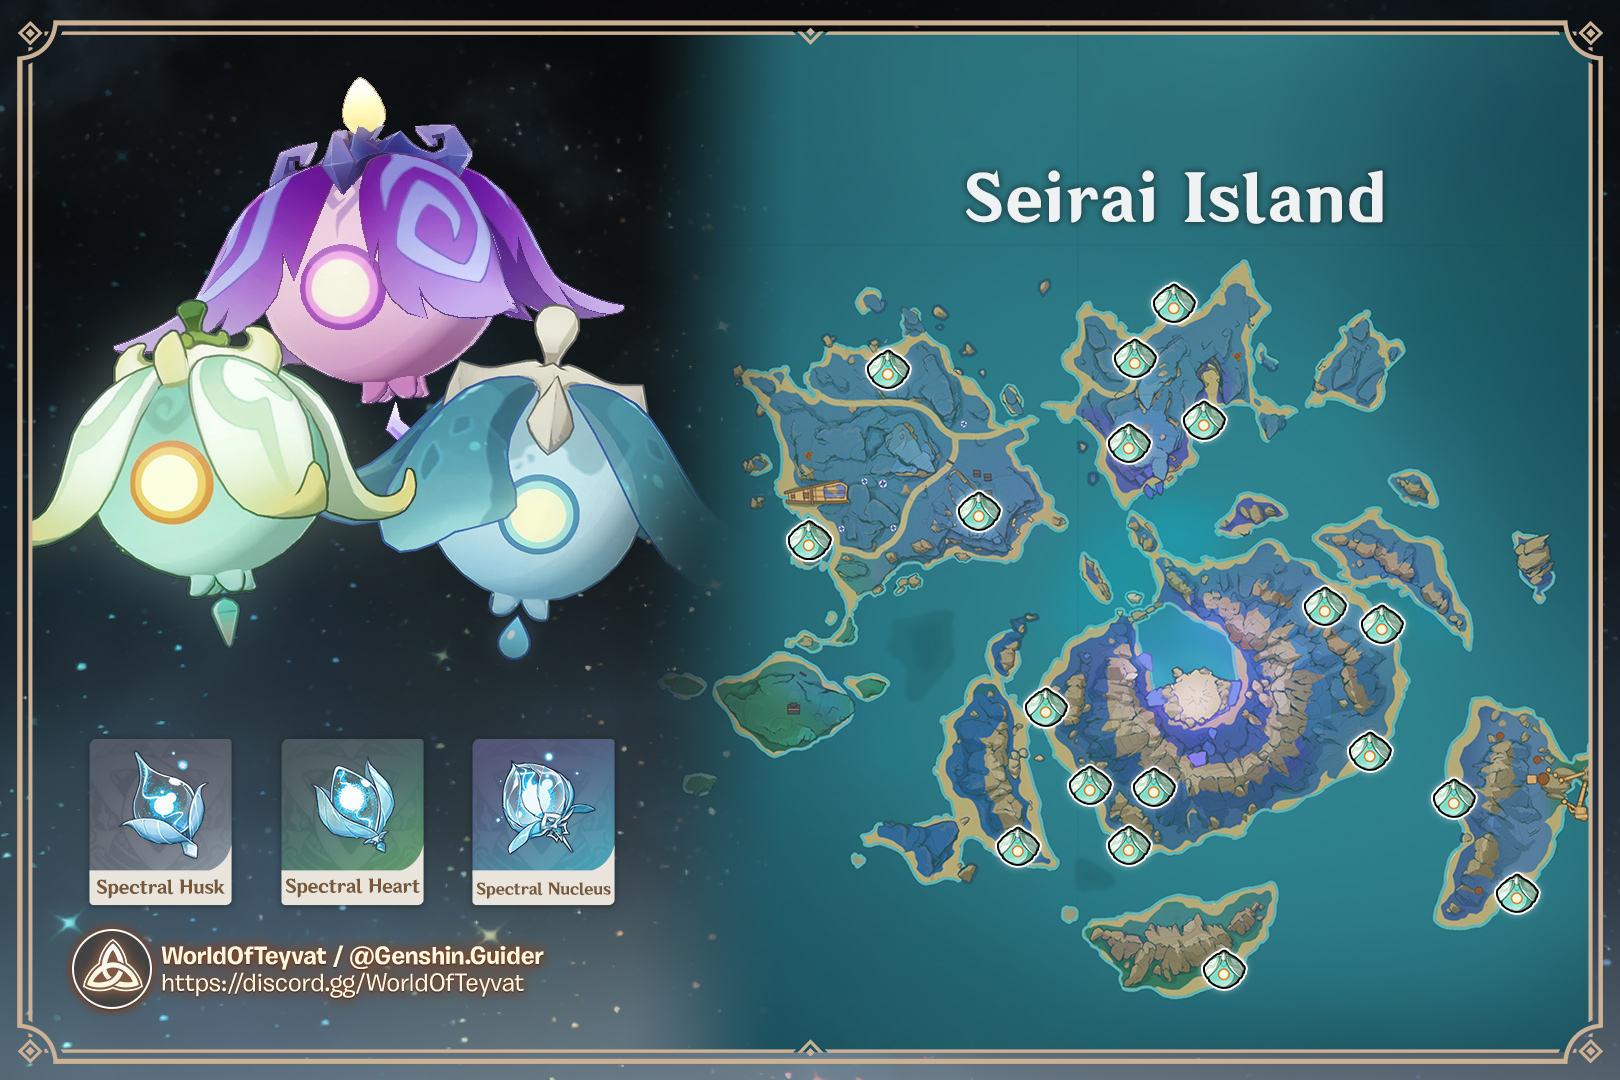 Seirai Island
Spectral Husk
Spectral Heart
Spectral Nucleus
WorldOfTeyvat / @Genshin.Guider
https://discord.gg/WorldOfTeyvat